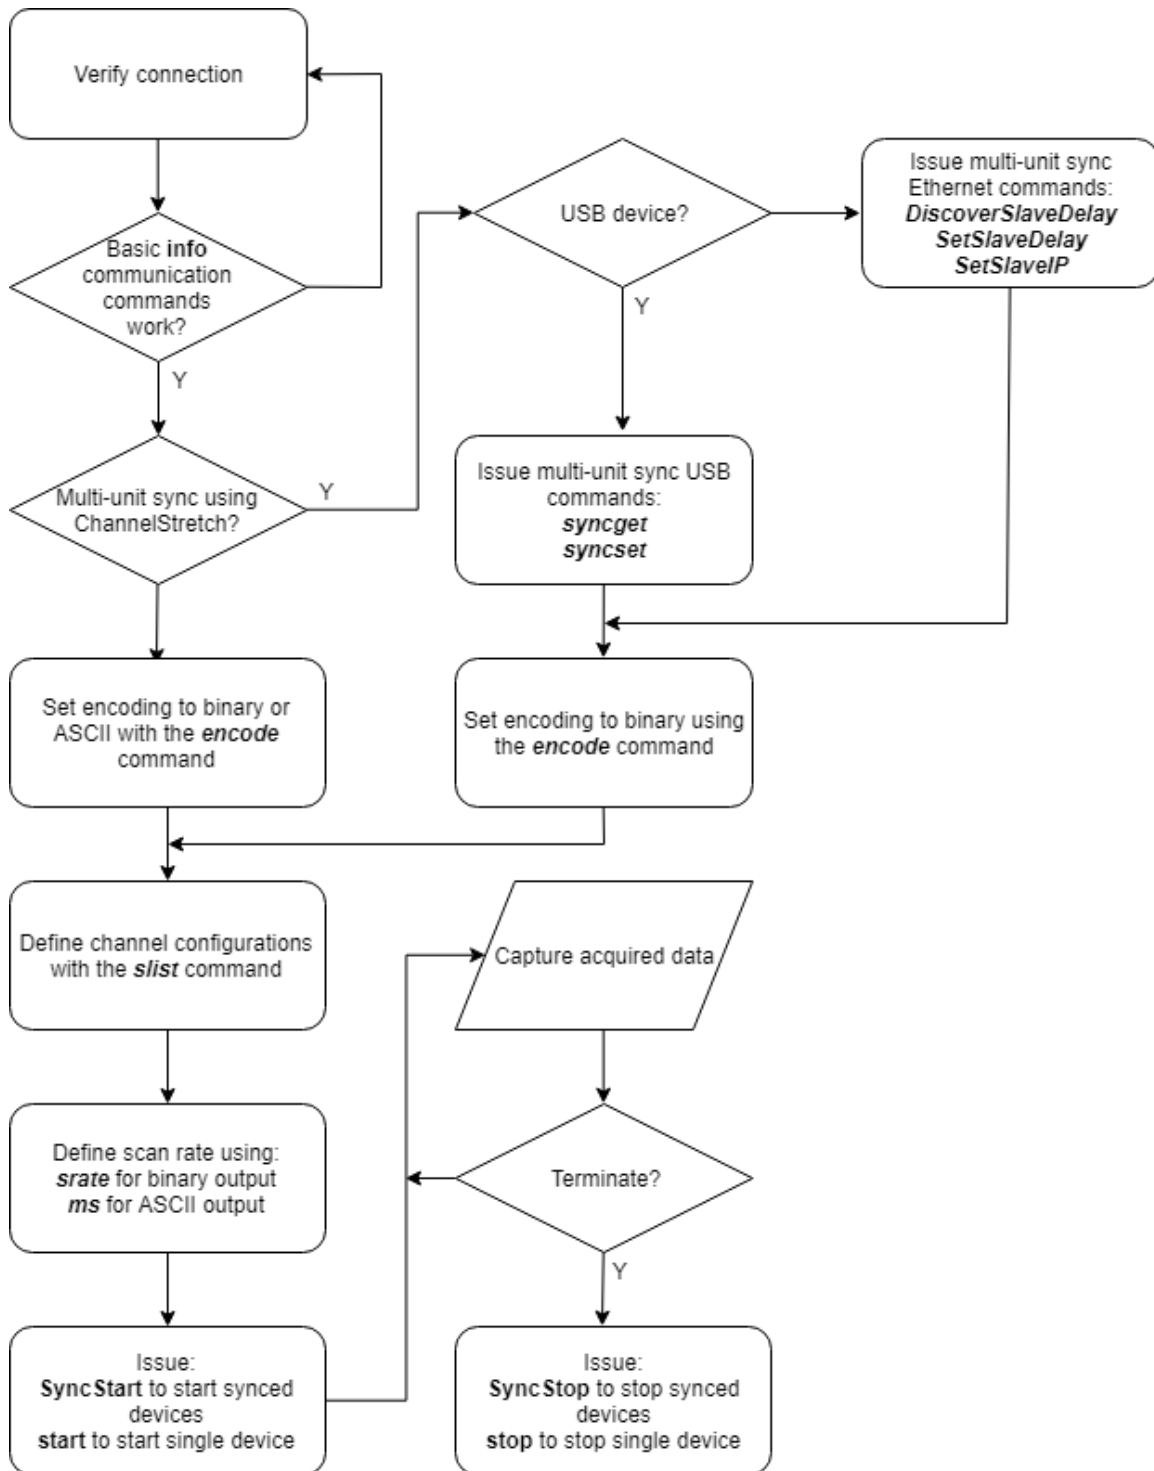 Verify connection
Basic info
communication
commands
work?
Y
Multi-unit sync using
ChannelStretch?
Y
USB device?
Y
Issue multi-unit sync
Ethernet commands:
DiscoverSlaveDelay
SetSlaveDelay
SetSlaveIP
Issue multi-unit sync USB
commands:
syncget
syncset
Set encoding to binary or
ASCII with the encode
command
Set encoding to binary using
the encode command
Define channel configurations
with the slist command
Capture acquired data
Define scan rate using:
srate for binary output
ms for ASCII output
Terminate?
Y
Issue:
SyncStart to start synced
devices
start to start single device
Issue:
SyncStop to stop synced
devices
stop to stop single device